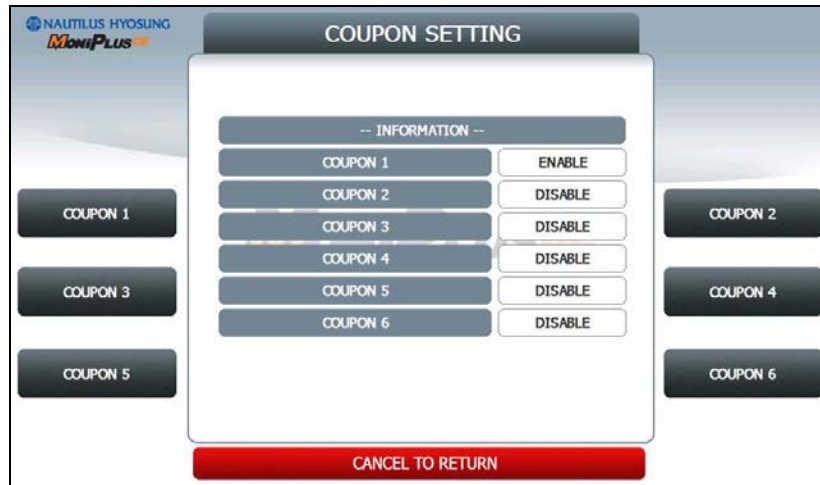 NAUTILUS HYOSUNG
MoniPlus
COUPON SETTING
-- INFORMATION --
COUPON 1 ENABLE
COUPON 2 DISABLE
COUPON 3 DISABLE
COUPON 4 DISABLE
COUPON 5 DISABLE
COUPON 6 DISABLE
COUPON 1
COUPON 2
COUPON 3
COUPON 4
COUPON 5
COUPON 6
CANCEL TO RETURN